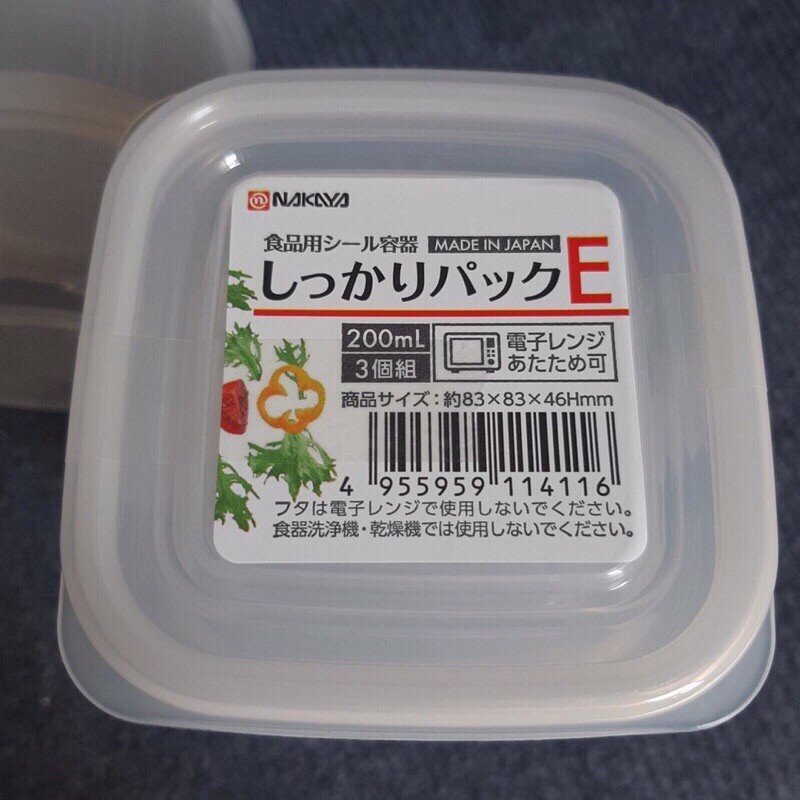 NAKAYA
食品用シール容器 MADE IN JAPAN
しっかりパックE
200mL
3個組
電子レンジ
あたため可
商品サイズ：約83×83×46Hmm
4 955959 114116
フタは電子レンジで使用しないでください。
食器洗浄機・乾燥機では使用しないでください。